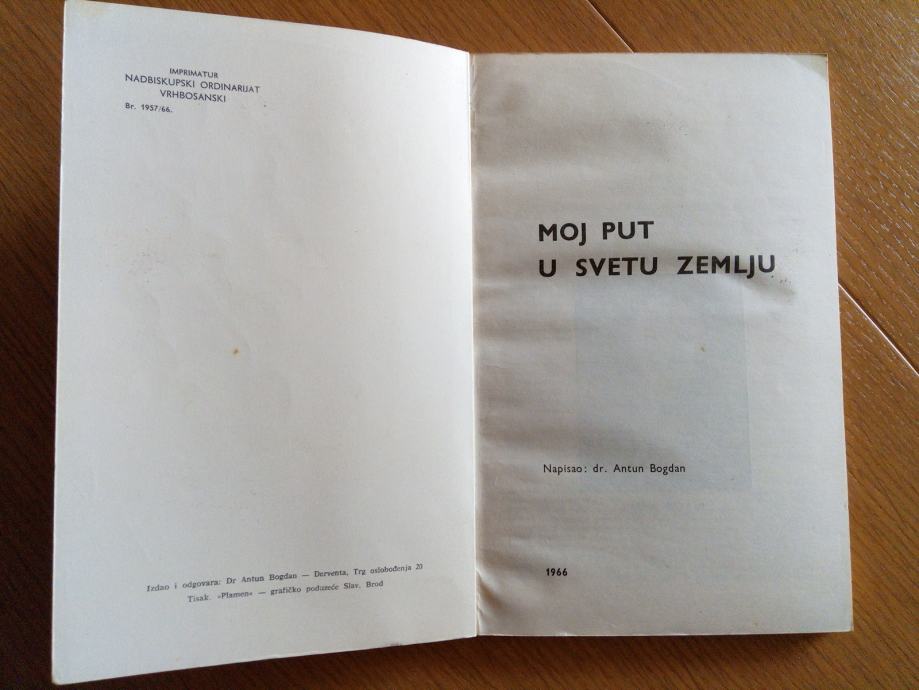 IMPRIMATUR
NADBISKUPSKI ORDINARIJAT
VRHBOSANSKI
Br. 1957/66.
Izdao i odgovara: Dr Antun Bogdan — Derventa, Trg oslobođenja 20
Tisak. »Plamen« — grafičko poduzeće Slav. Brod
MOJ PUT
U SVETU ZEMLJU
Napisao: dr. Antun Bogdan
1966